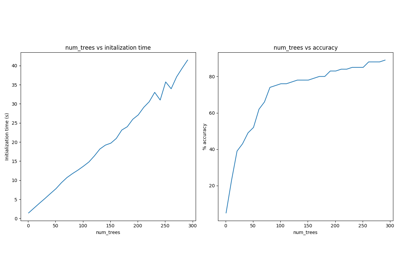 num_trees vs initalization time
40
35
30
25
20
15
10
5
0
initialization time (s)
0 50 100 150 200 250 300
num_trees
num_trees vs accuracy
80
60
40
20
% accuracy
0 50 100 150 200 250 300
num_trees